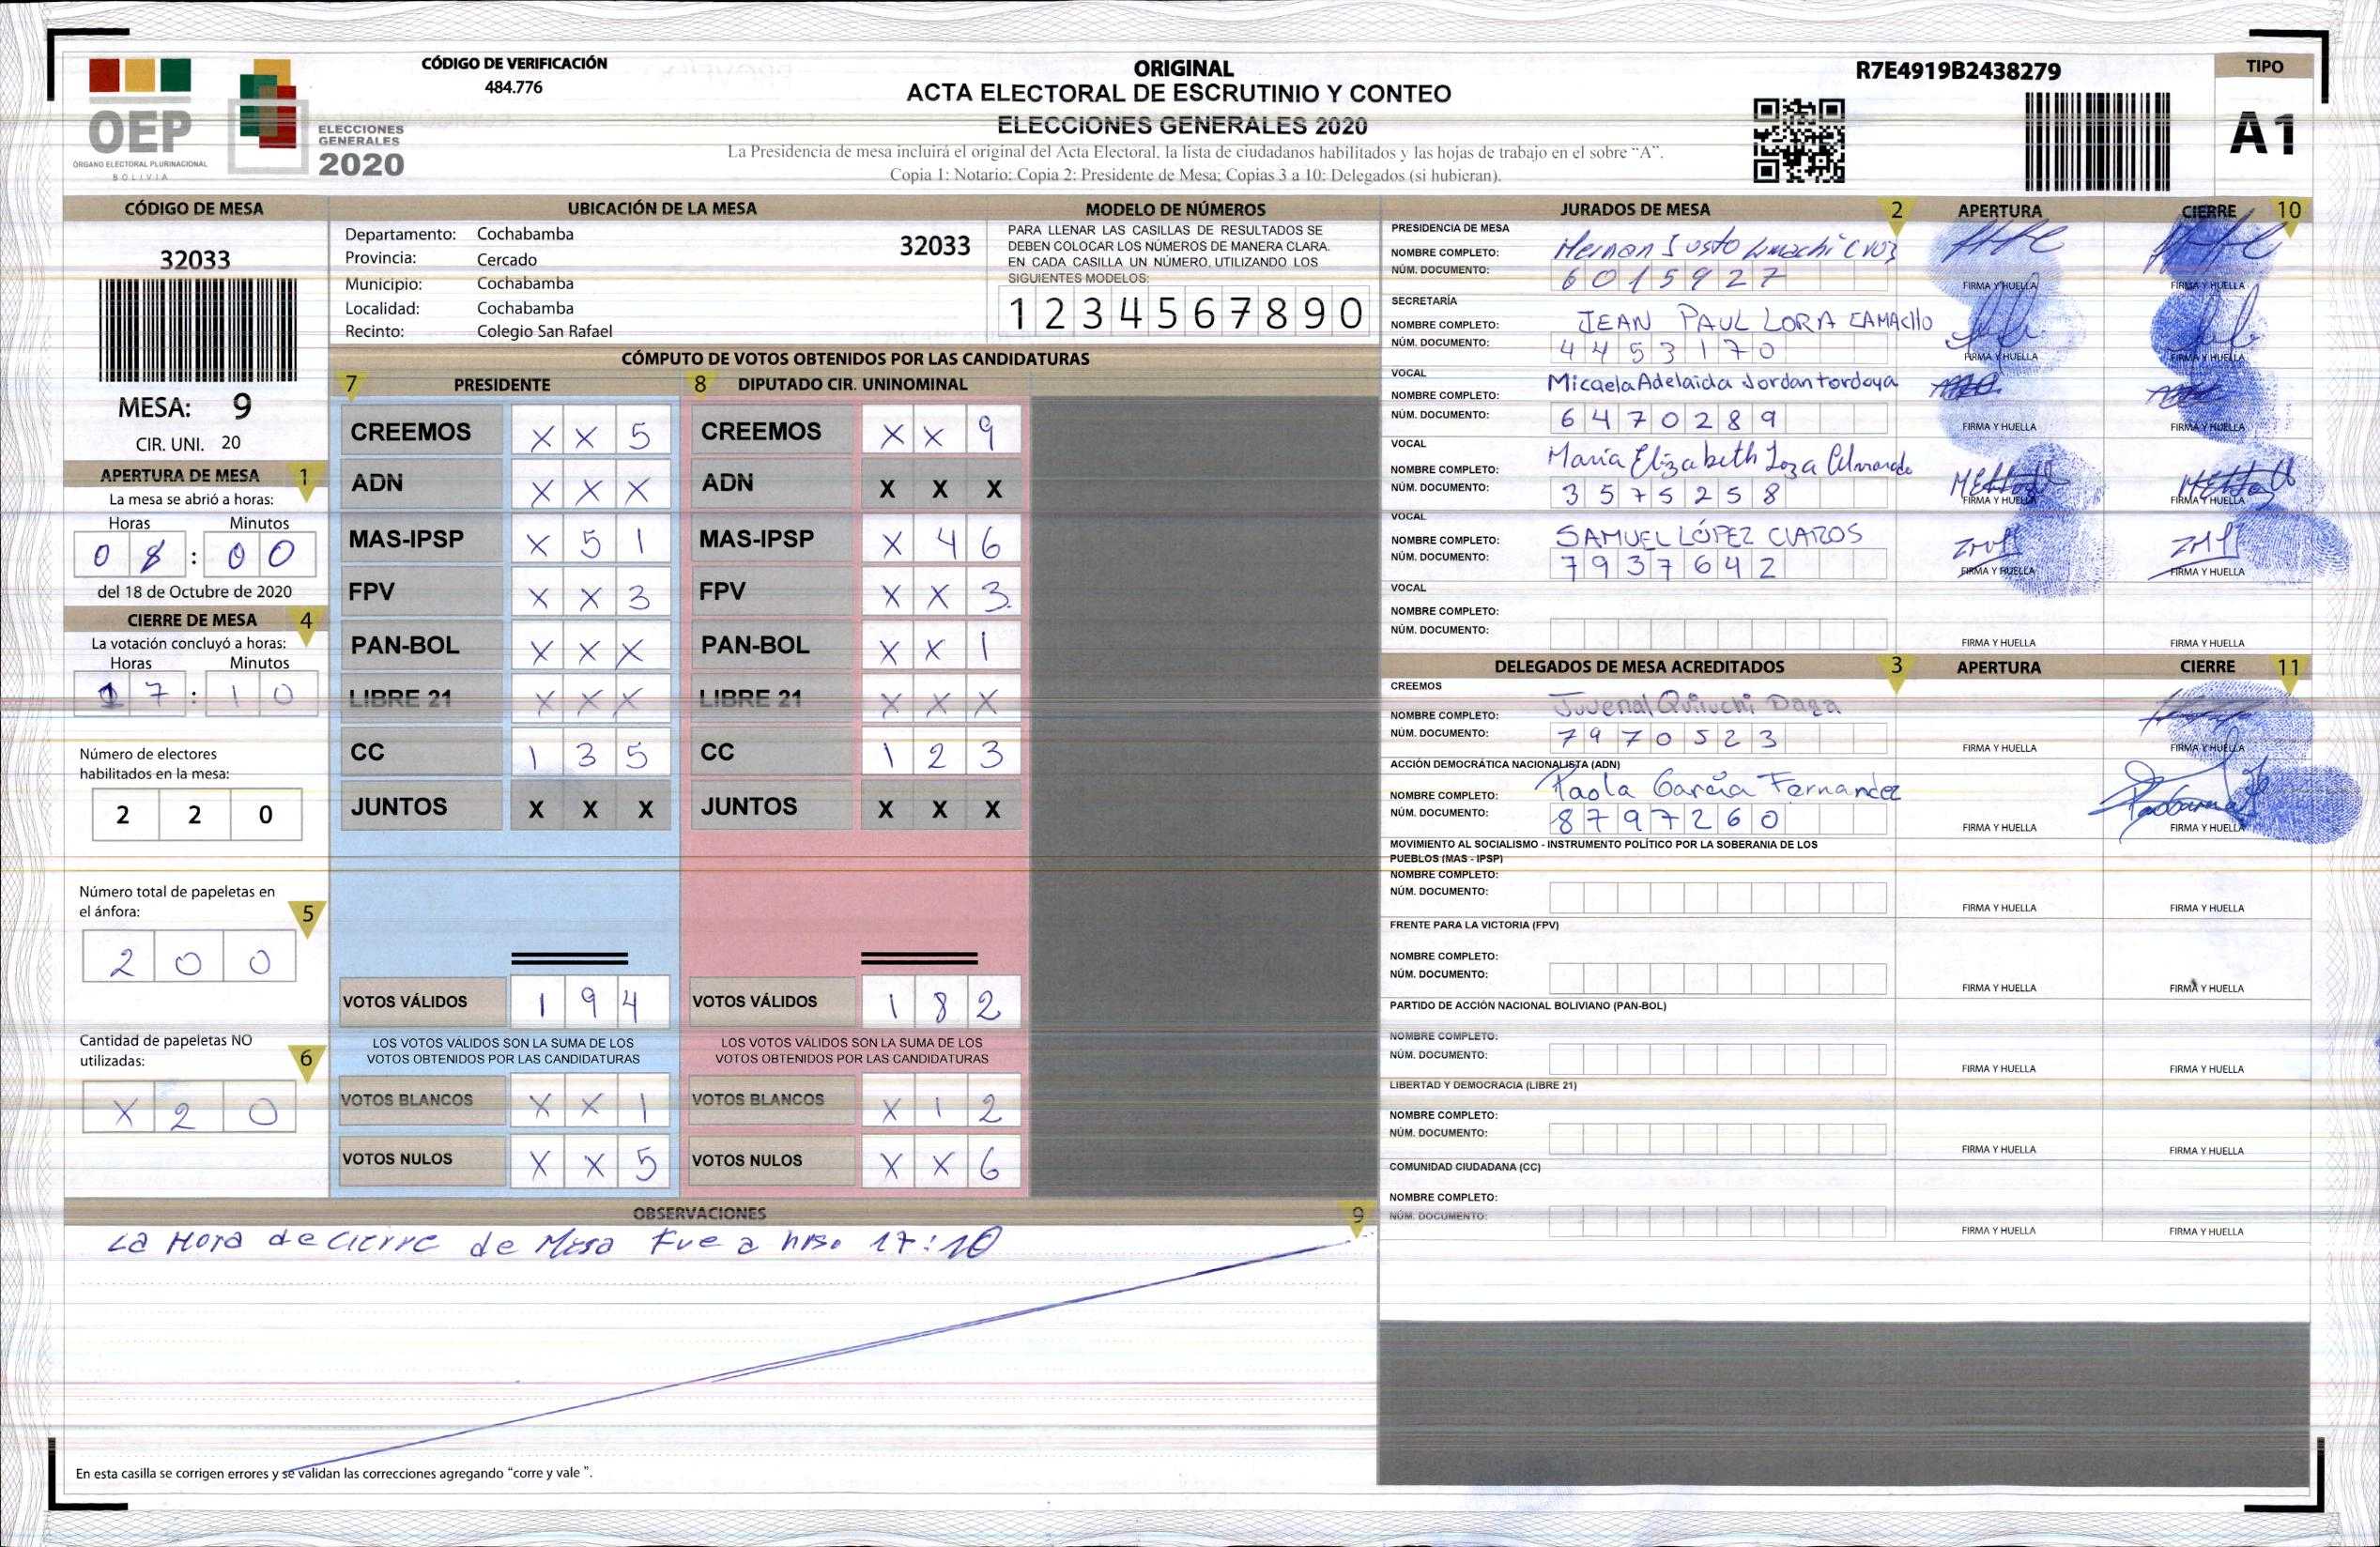 OEP
ÓRGANO ELECTORAL PLURINACIONAL
BOLIVIA
ELECCIONES
GENERALES
2020
CÓDIGO DE VERIFICACIÓN
484.776
ORIGINAL
ACTA ELECTORAL DE ESCRUTINIO Y CONTEO
ELECCIONES GENERALES 2020
La Presidencia de mesa incluirá el original del Acta Electoral, la lista de ciudadanos habilitados y las hojas de trabajo en el sobre “A”.
Copia 1: Notario; Copia 2: Presidente de Mesa; Copias 3 a 10: Delegados (si hubieran).
R7E4919B2438279
TIPO
A1
CÓDIGO DE MESA
32033
MESA: 9
CIR. UNI. 20
APERTURA DE MESA 1
La mesa se abrió a horas:
Horas Minutos
0 8 : 0 0
del 18 de Octubre de 2020
CIERRE DE MESA 4
La votación concluyó a horas:
Horas Minutos
1 7 : 1 0
Número de electores
habilitados en la mesa:
2 2 0
Número total de papeletas en
el ánfora:
5
2 0 0
Cantidad de papeletas NO
utilizadas:
6
X 2 0
UBICACIÓN DE LA MESA
Departamento: Cochabamba
32033
Provincia: Cercado
Municipio: Cochabamba
Localidad: Cochabamba
Recinto: Colegio San Rafael
MODELO DE NÚMEROS
PARA LLENAR LAS CASILLAS DE RESULTADOS SE
DEBEN COLOCAR LOS NÚMEROS DE MANERA CLARA.
EN CADA CASILLA UN NÚMERO, UTILIZANDO LOS
SIGUIENTES MODELOS:
1 2 3 4 5 6 7 8 9 0
CÓMPUTO DE VOTOS OBTENIDOS POR LAS CANDIDATURAS
7 PRESIDENTE 8 DIPUTADO CIR. UNINOMINAL
CREEMOS X X 5 CREEMOS X X 9
ADN X X X ADN X X X
MAS-IPSP X 5 1 MAS-IPSP X 4 6
FPV X X 3 FPV X X 3
PAN-BOL X X X PAN-BOL X X 1
LIBRE 21 X X X LIBRE 21 X X X
CC 1 3 5 CC 1 2 3
JUNTOS X X X JUNTOS X X X
VOTOS VÁLIDOS 1 9 4 VOTOS VÁLIDOS 1 8 2
LOS VOTOS VÁLIDOS SON LA SUMA DE LOS LOS VOTOS VÁLIDOS SON LA SUMA DE LOS
VOTOS OBTENIDOS POR LAS CANDIDATURAS VOTOS OBTENIDOS POR LAS CANDIDATURAS
VOTOS BLANCOS X X 1 VOTOS BLANCOS X 1 2
VOTOS NULOS X X 5 VOTOS NULOS X X 6
OBSERVACIONES 9
La Hora de cierre de Mesa Fue a hrs. 17:10
En esta casilla se corrigen errores y se validan las correcciones agregando “corre y vale ”.
JURADOS DE MESA 2 APERTURA CIERRE 10
PRESIDENCIA DE MESA
NOMBRE COMPLETO: Hernan Justo
NÚM. DOCUMENTO: 6 0 1 5 9 2 7
FIRMA Y HUELLA FIRMA Y HUELLA
SECRETARÍA
NOMBRE COMPLETO: JEAN PAUL LORA CAMACHO
NÚM. DOCUMENTO: 4 4 5 3 1 7 0
FIRMA Y HUELLA FIRMA Y HUELLA
VOCAL
NOMBRE COMPLETO: Micaela Adelaida Jordan tordoya
NÚM. DOCUMENTO: 6 4 7 0 2 8 9
FIRMA Y HUELLA FIRMA Y HUELLA
VOCAL
NOMBRE COMPLETO: Maria Elizabeth Loza
NÚM. DOCUMENTO: 3 5 7 5 2 5 8
FIRMA Y HUELLA FIRMA Y HUELLA
VOCAL
NOMBRE COMPLETO: SAMUEL LÓPEZ CLAROS
NÚM. DOCUMENTO: 7 9 3 7 6 4 2
FIRMA Y HUELLA FIRMA Y HUELLA
VOCAL
NOMBRE COMPLETO:
NÚM. DOCUMENTO:
FIRMA Y HUELLA FIRMA Y HUELLA
DELEGADOS DE MESA ACREDITADOS 3 APERTURA CIERRE 11
CREEMOS
NOMBRE COMPLETO: Juvenal Quiuchi Daga
NÚM. DOCUMENTO: 7 9 7 0 5 2 3
FIRMA Y HUELLA FIRMA Y HUELLA
ACCIÓN DEMOCRÁTICA NACIONALISTA (ADN)
NOMBRE COMPLETO: Paola Garcia Fernandez
NÚM. DOCUMENTO: 8 7 9 7 2 6 0
FIRMA Y HUELLA FIRMA Y HUELLA
MOVIMIENTO AL SOCIALISMO - INSTRUMENTO POLÍTICO POR LA SOBERANIA DE LOS
PUEBLOS (MAS - IPSP)
NOMBRE COMPLETO:
NÚM. DOCUMENTO:
FIRMA Y HUELLA FIRMA Y HUELLA
FRENTE PARA LA VICTORIA (FPV)
NOMBRE COMPLETO:
NÚM. DOCUMENTO:
FIRMA Y HUELLA FIRMA Y HUELLA
PARTIDO DE ACCIÓN NACIONAL BOLIVIANO (PAN-BOL)
NOMBRE COMPLETO:
NÚM. DOCUMENTO:
FIRMA Y HUELLA FIRMA Y HUELLA
LIBERTAD Y DEMOCRACIA (LIBRE 21)
NOMBRE COMPLETO:
NÚM. DOCUMENTO:
FIRMA Y HUELLA FIRMA Y HUELLA
COMUNIDAD CIUDADANA (CC)
NOMBRE COMPLETO:
NÚM. DOCUMENTO:
FIRMA Y HUELLA FIRMA Y HUELLA